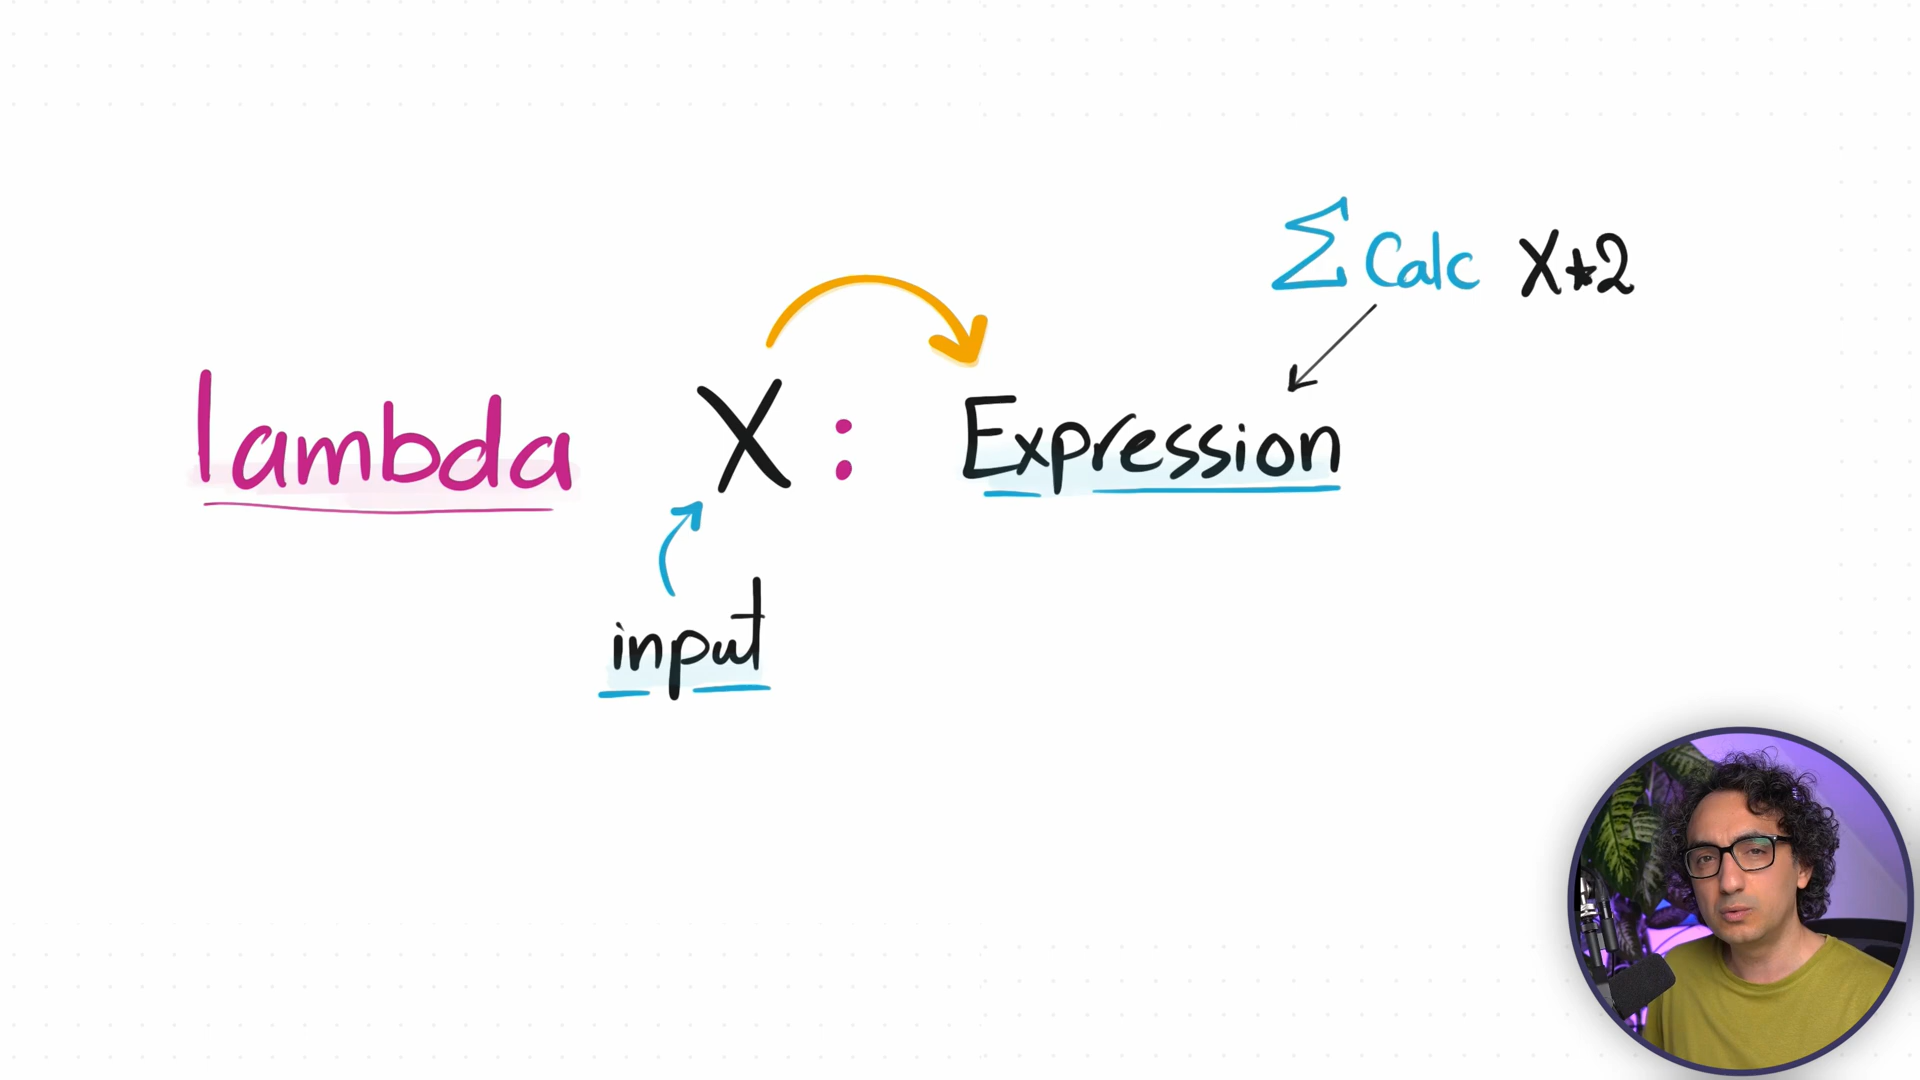 Σ Calc X*2
lambda X : Expression
input